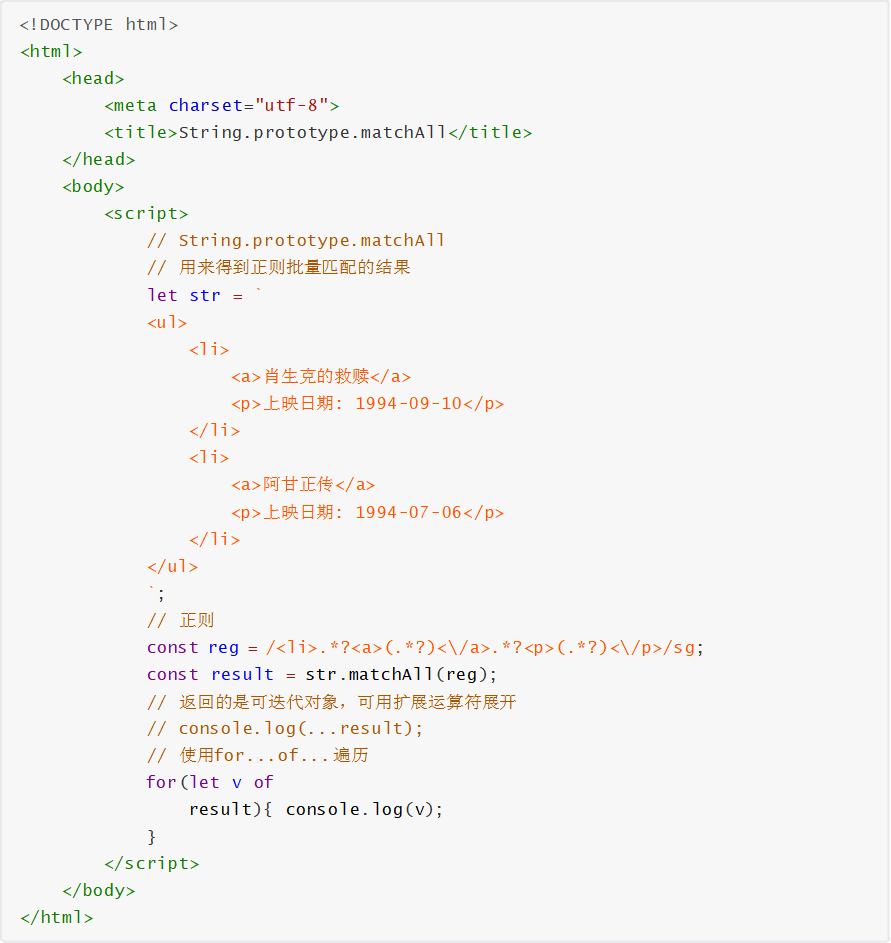 <!DOCTYPE html>
<html>
    <head>
        <meta charset="utf-8">
        <title>String.prototype.matchAll</title>
    </head>
    <body>
        <script>
            // String.prototype.matchAll
            // 用来得到正则批量匹配的结果
            let str = `
            <ul>
                <li>
                    <a>肖生克的救赎</a>
                    <p>上映日期: 1994-09-10</p>
                </li>
                <li>
                    <a>阿甘正传</a>
                    <p>上映日期: 1994-07-06</p>
                </li>
            </ul>
            `;
            // 正则
            const reg = /<li>.*?<a>(.*?)<\/a>.*?<p>(.*?)<\/p>/sg;
            const result = str.matchAll(reg);
            // 返回的是可迭代对象，可用扩展运算符展开
            // console.log(...result);
            // 使用for...of...遍历
            for(let v of
                result){ console.log(v);
            }
        </script>
    </body>
</html>